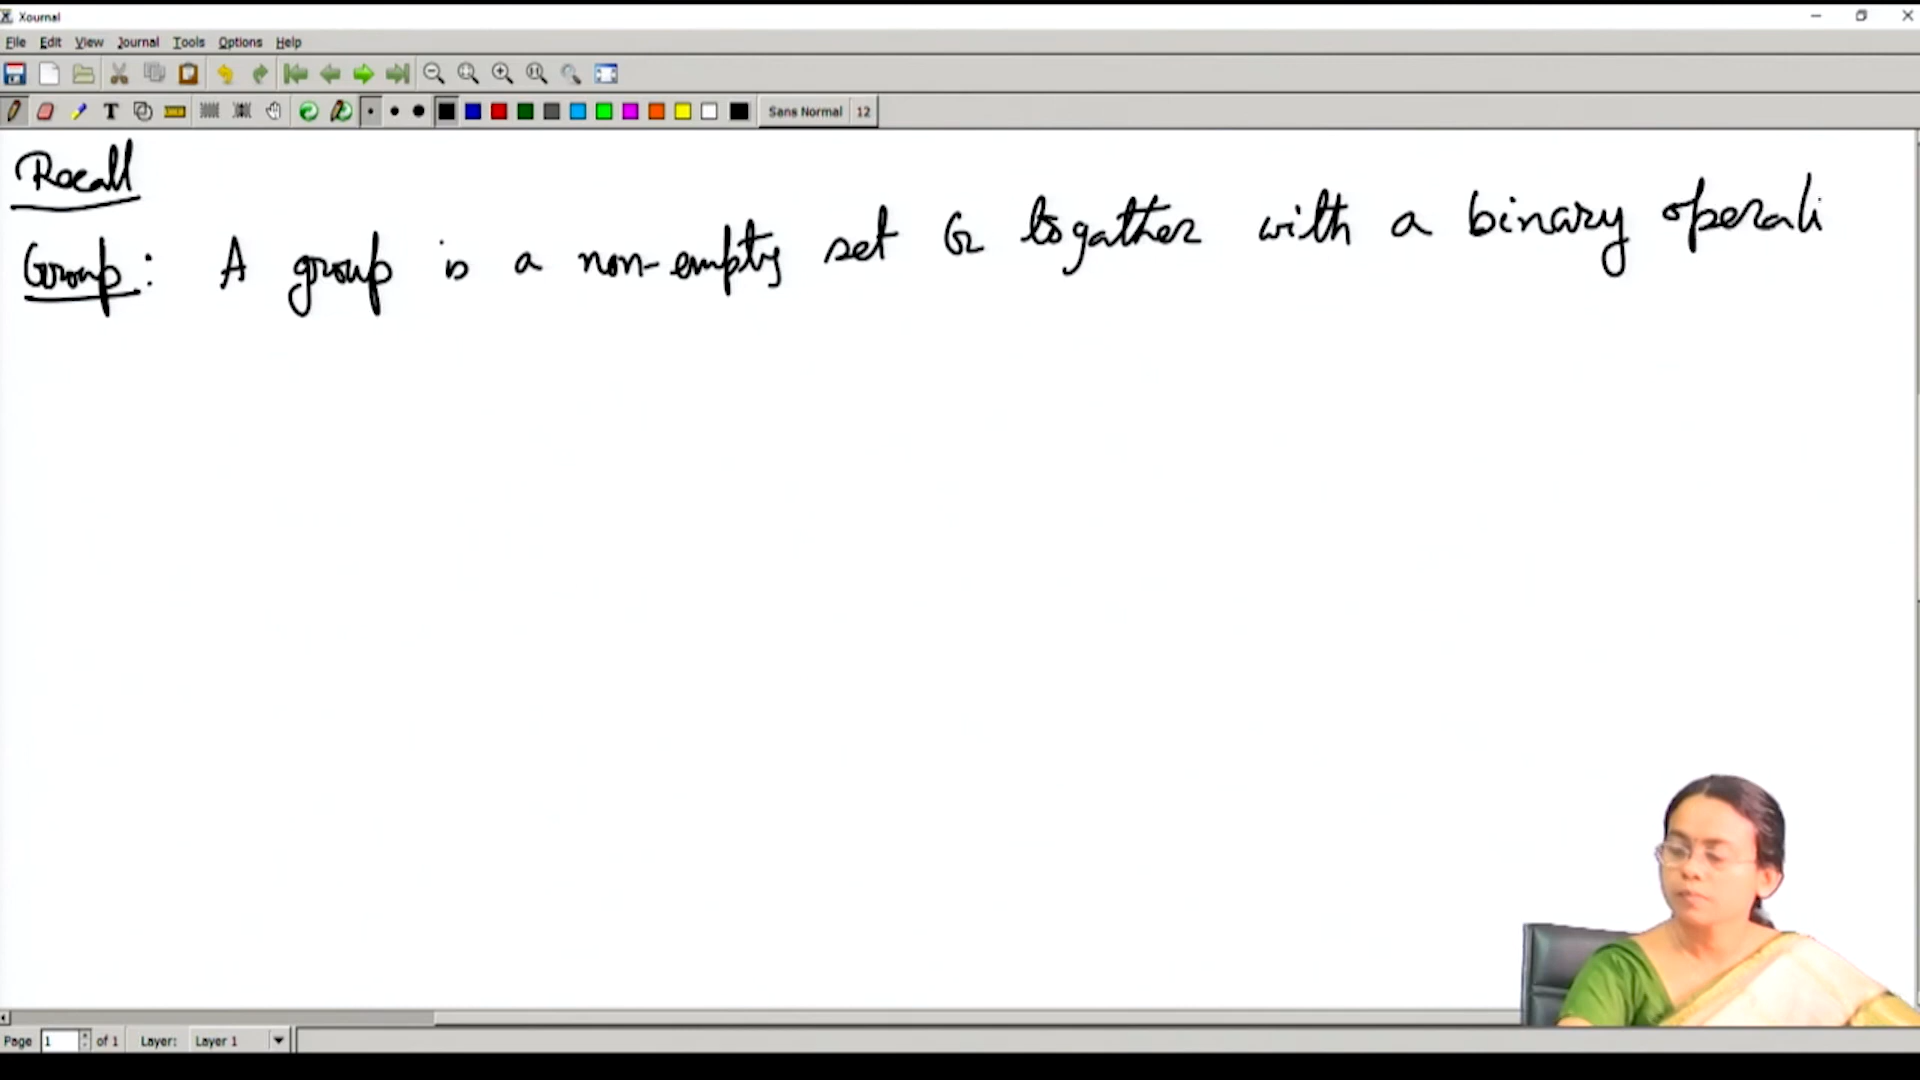 Xournal
File Edit View Journal Tools Options Help
Sans Normal 12
Recall
Group: A group is a non-empty set G togather with a binary operati
Page 1 of 1 Layer: Layer 1